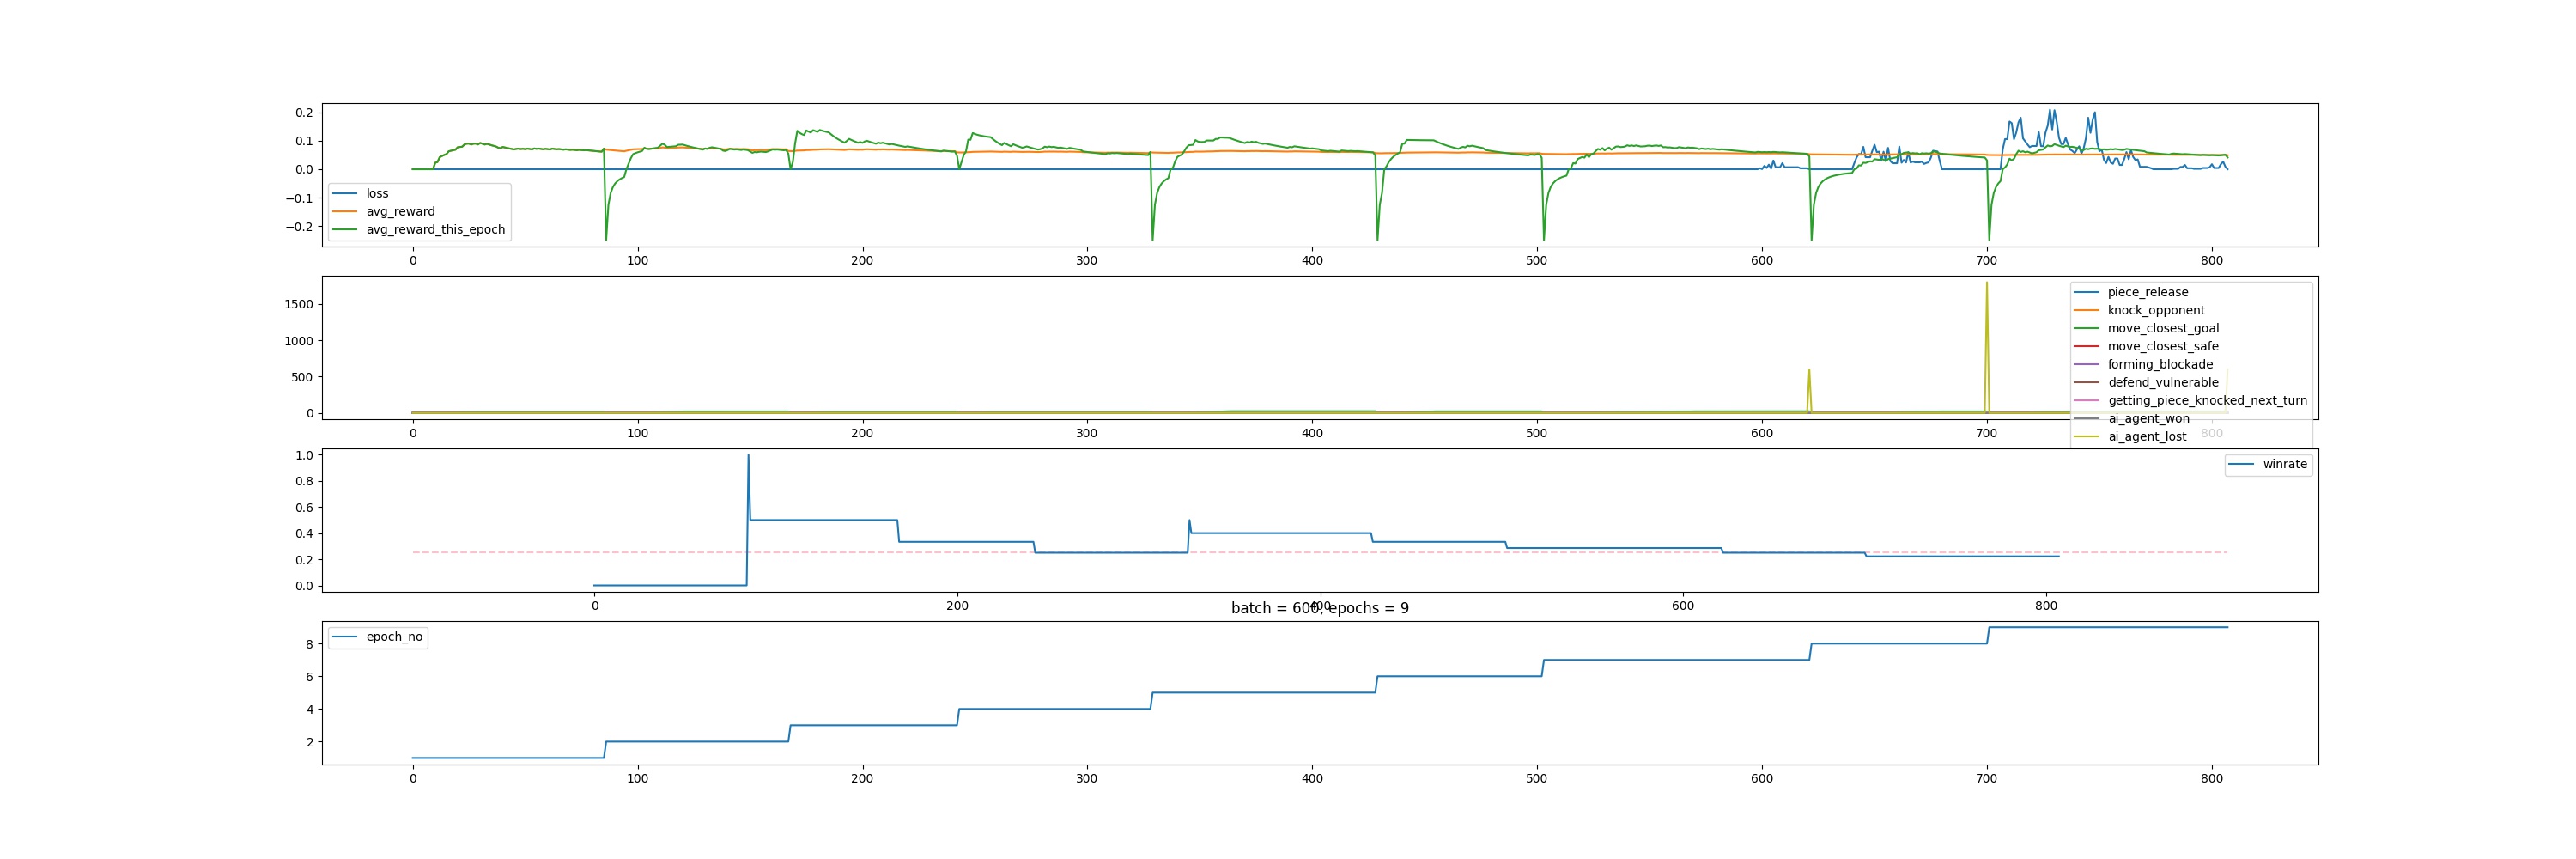 0.2
0.1
0.0
−0.1
−0.2
loss
avg_reward
avg_reward_this_epoch
0 100 200 300 400 500 600 700 800
1500
1000
500
0
piece_release
knock_opponent
move_closest_goal
move_closest_safe
forming_blockade
defend_vulnerable
getting_piece_knocked_next_turn
ai_agent_won
ai_agent_lost
0 100 200 300 400 500 600 700 800
1.0
0.8
0.6
0.4
0.2
0.0
winrate
0 200 400 600 800
batch = 600, epochs = 9
8
6
4
2
epoch_no
0 100 200 300 400 500 600 700 800